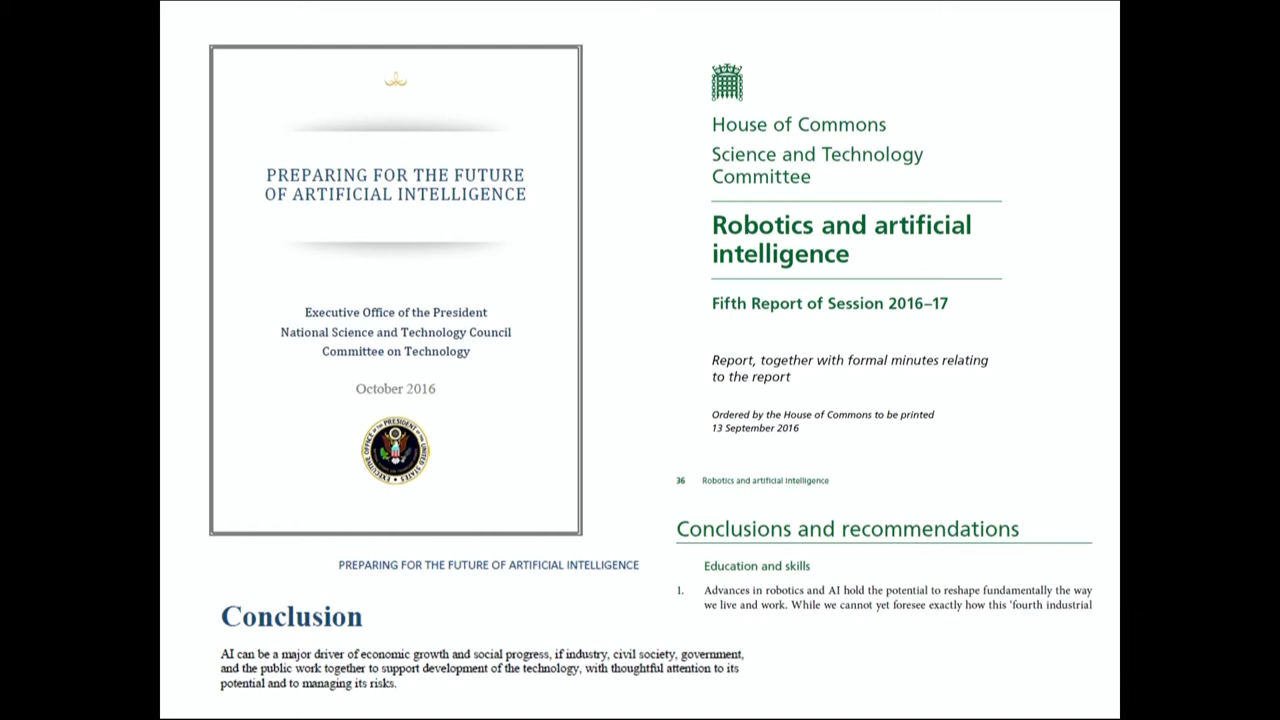 PREPARING FOR THE FUTURE
OF ARTIFICIAL INTELLIGENCE
Executive Office of the President
National Science and Technology Council
Committee on Technology
October 2016
PREPARING FOR THE FUTURE OF ARTIFICIAL INTELLIGENCE
Conclusion
AI can be a major driver of economic growth and social progress, if industry, civil society, government,
and the public work together to support development of the technology, with thoughtful attention to its
potential and to managing its risks.
House of Commons
Science and Technology
Committee
Robotics and artificial
intelligence
Fifth Report of Session 2016–17
Report, together with formal minutes relating
to the report
Ordered by the House of Commons to be printed
13 September 2016
36 Robotics and artificial intelligence
Conclusions and recommendations
Education and skills
1. Advances in robotics and AI hold the potential to reshape fundamentally the way
we live and work. While we cannot yet foresee exactly how this ‘fourth industrial